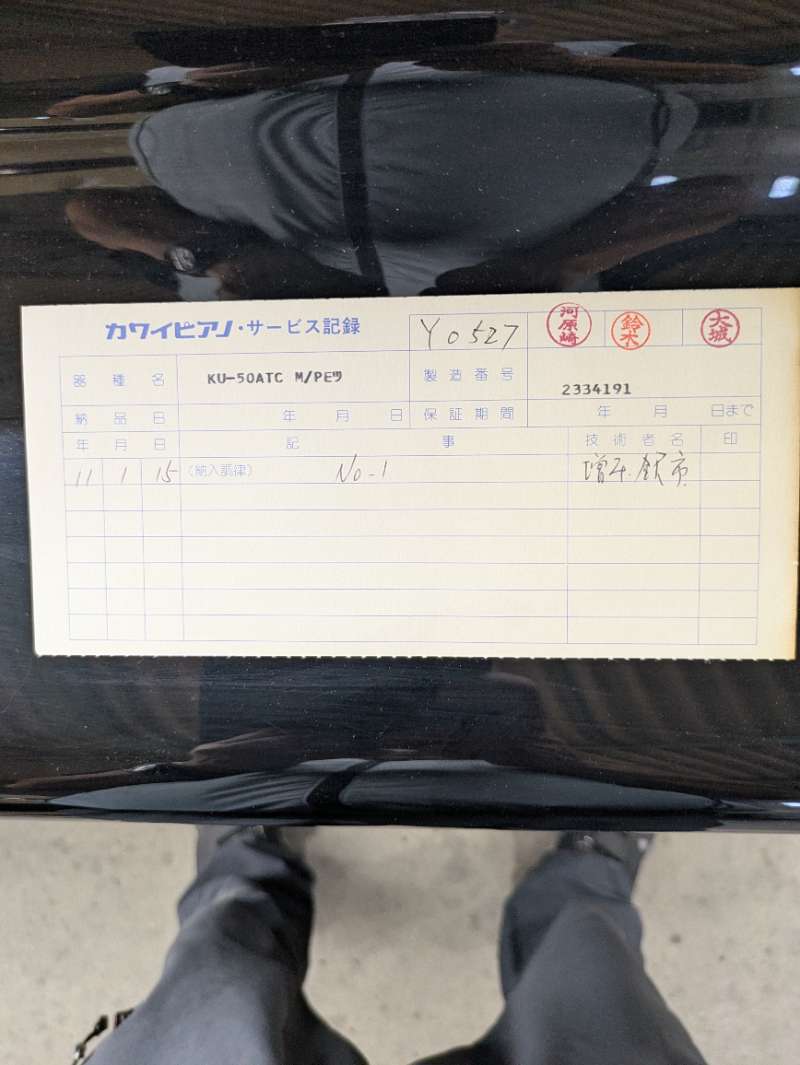 カワイピアノ・サービス記録
Y0527 河原崎 鈴木 大城
器種名 KU-50ATC M/PEツ 製造番号 2334191
納品日 年 月 日 保証期間 年 月 日まで
年 月 日 記事 技術者名 印
11 1 15 (納入調律) No-1